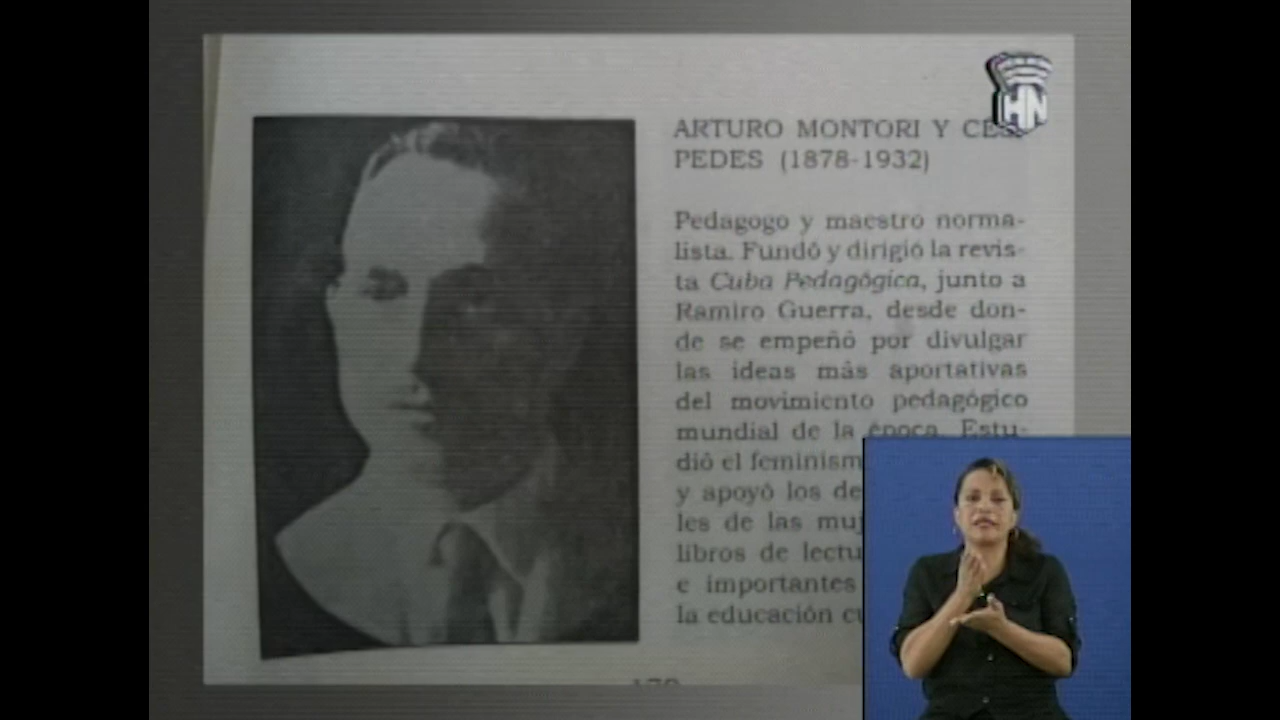 HN
ARTURO MONTORI Y CÉS-
PEDES (1878-1932)
Pedagogo y maestro norma-
lista. Fundó y dirigió la revis-
ta Cuba Pedagógica, junto a
Ramiro Guerra, desde don-
de se empeñó por divulgar
las ideas más aportativas
del movimiento pedagógico
mundial de la época. Estu-
dió el feminism
y apoyó los de
les de las muj
libros de lectu
e importantes
la educación cu